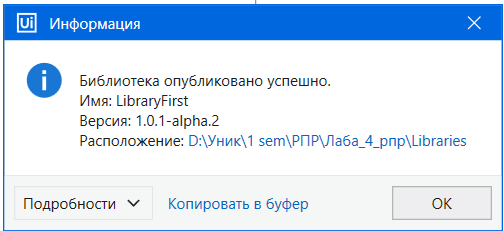 Ui Информация
Библиотека опубликовано успешно.
Имя: LibraryFirst
Версия: 1.0.1-alpha.2
Расположение: D:\Уник\1 sem\РПР\Лаба_4_рпр\Libraries
Подробности Копировать в буфер ОК